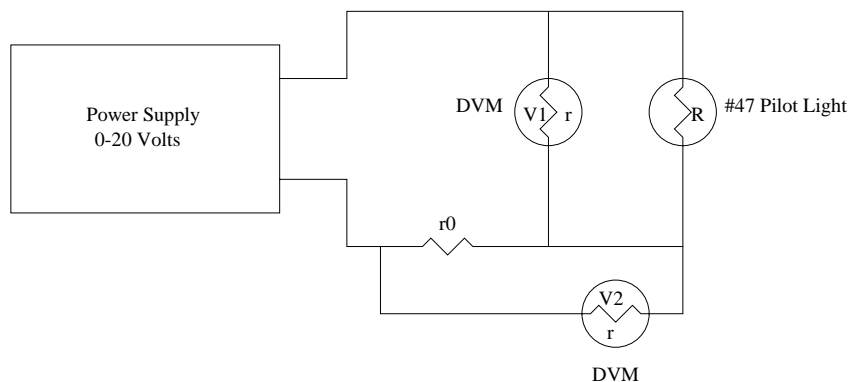 Power Supply
0-20 Volts
DVM
V1 r
R
#47 Pilot Light
r0
V2
r
DVM